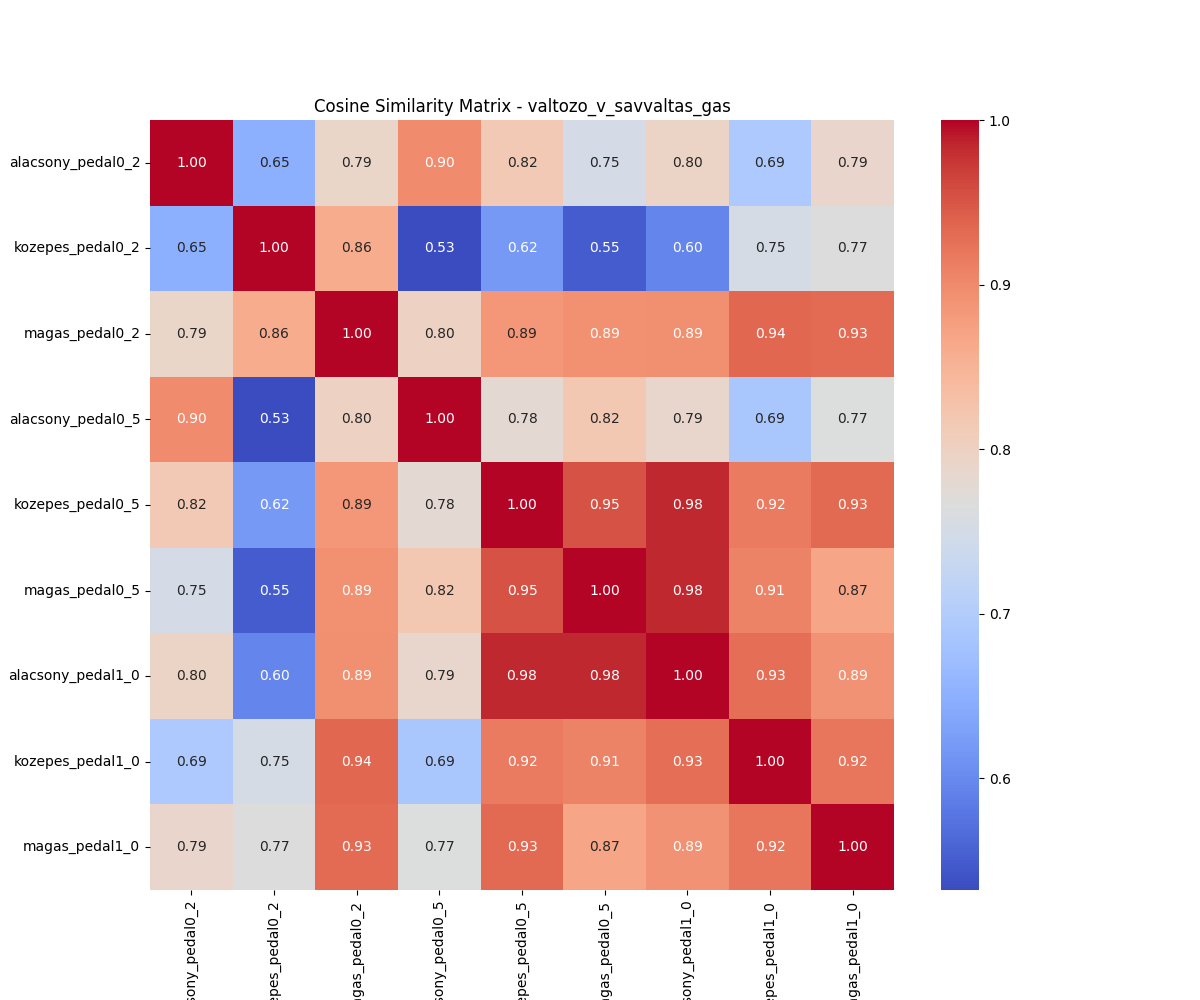 Cosine Similarity Matrix - valtozo_v_savvaltas_gas
alacsony_pedal0_2 1.00 0.65 0.79 0.90 0.82 0.75 0.80 0.69 0.79
kozepes_pedal0_2 0.65 1.00 0.86 0.53 0.62 0.55 0.60 0.75 0.77
magas_pedal0_2 0.79 0.86 1.00 0.80 0.89 0.89 0.89 0.94 0.93
alacsony_pedal0_5 0.90 0.53 0.80 1.00 0.78 0.82 0.79 0.69 0.77
kozepes_pedal0_5 0.82 0.62 0.89 0.78 1.00 0.95 0.98 0.92 0.93
magas_pedal0_5 0.75 0.55 0.89 0.82 0.95 1.00 0.98 0.91 0.87
alacsony_pedal1_0 0.80 0.60 0.89 0.79 0.98 0.98 1.00 0.93 0.89
kozepes_pedal1_0 0.69 0.75 0.94 0.69 0.92 0.91 0.93 1.00 0.92
magas_pedal1_0 0.79 0.77 0.93 0.77 0.93 0.87 0.89 0.92 1.00
sony_pedal0_2
epes_pedal0_2
agas_pedal0_2
sony_pedal0_5
epes_pedal0_5
agas_pedal0_5
sony_pedal1_0
epes_pedal1_0
agas_pedal1_0
1.0
0.9
0.8
0.7
0.6